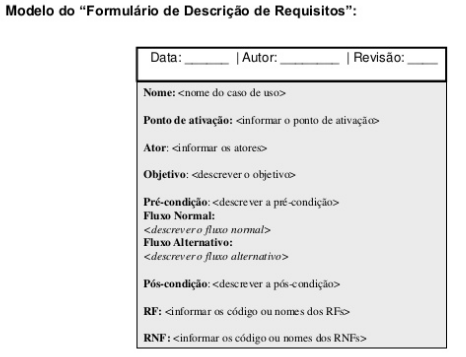 Modelo do “Formulário de Descrição de Requisitos”:
Data: ______ | Autor: ________ | Revisão: ____
Nome: <nome do caso de uso>
Ponto de ativação: <informar o ponto de ativação>
Ator: <informar os atores>
Objetivo: <descrever o objetivo>
Pré-condição: <descrever a pré-condição>
Fluxo Normal:
<descrever o fluxo normal>
Fluxo Alternativo:
<descrever o fluxo alternativo>
Pós-condição: <descrever a pós-condição>
RF: <informar os código ou nomes dos RFs>
RNF: <informar os código ou nomes dos RNFs>